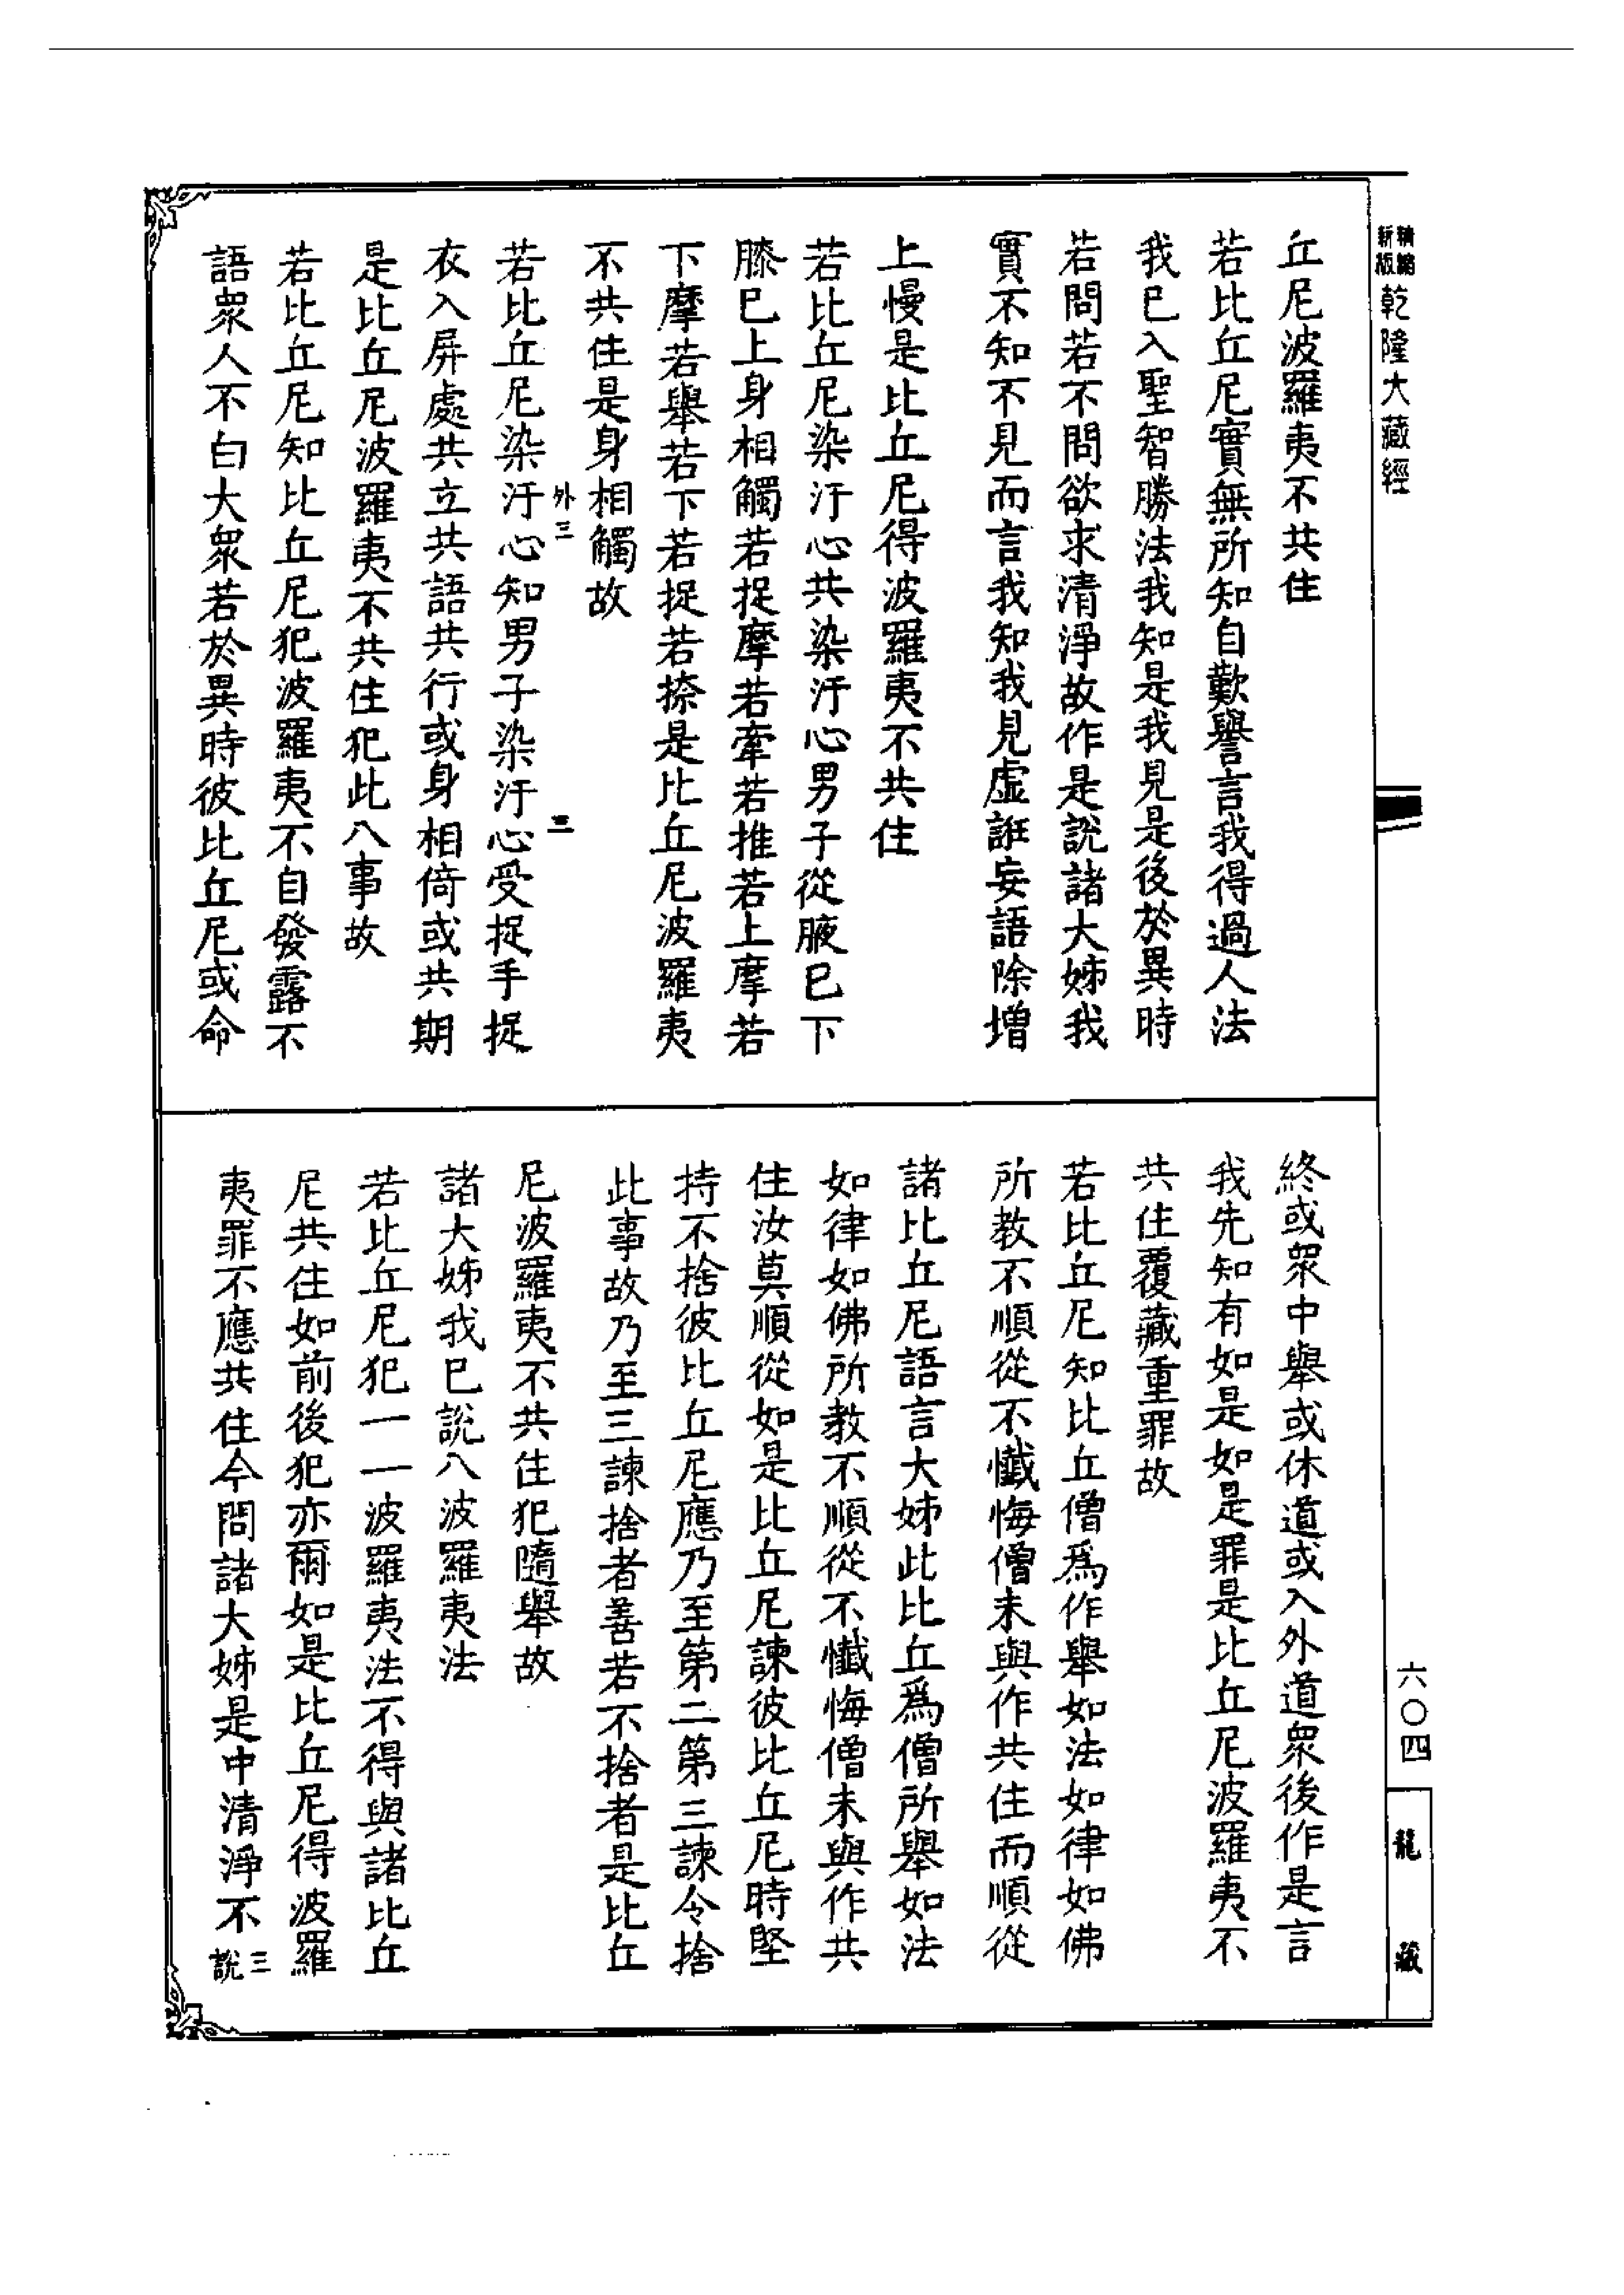 精縮新版乾隆大藏經
丘尼波羅夷不共住
若比丘尼實無所知自歎譽言我得過人法
我已入聖智勝法我知是我見是後於異時
若問若不問欲求清淨故作是說諸大姊我
實不知不見而言我知我見虛誑妄語除增
上慢是比丘尼得波羅夷不共住
若比丘尼染汙心共染汙心男子從腋已下
膝已上身相觸若捉摩若牽若推若上摩若
下摩若舉若下若捉若捺是比丘尼波羅夷
不共住是身相觸故
外三
三
若比丘尼染汙心知男子染汙心受捉手捉
衣入屏處共立共語共行或身相倚或共期
是比丘尼波羅夷不共住犯此八事故
若比丘尼知比丘尼犯波羅夷不自發露不
語眾人不白大眾若於異時彼比丘尼或命
終或眾中舉或休道或入外道眾後作是言
我先知有如是如是罪是比丘尼波羅夷不
共住覆藏重罪故
若比丘尼知比丘僧為作舉如法如律如佛
所教不順從不懺悔僧未與作共住而順從
諸比丘尼語言大姊此比丘為僧所舉如法
如律如佛所教不順從不懺悔僧未與作共
住汝莫順從如是比丘尼諫彼比丘尼時堅
持不捨彼比丘尼應乃至第二第三諫令捨
此事故乃至三諫捨者善若不捨者是比丘
尼波羅夷不共住犯隨舉故
諸大姊我已說八波羅夷法
若比丘尼犯一一波羅夷法不得與諸比丘
尼共住如前後犯亦爾如是比丘尼得波羅
夷罪不應共住今問諸大姊是中清淨不三說
六〇四
龍藏